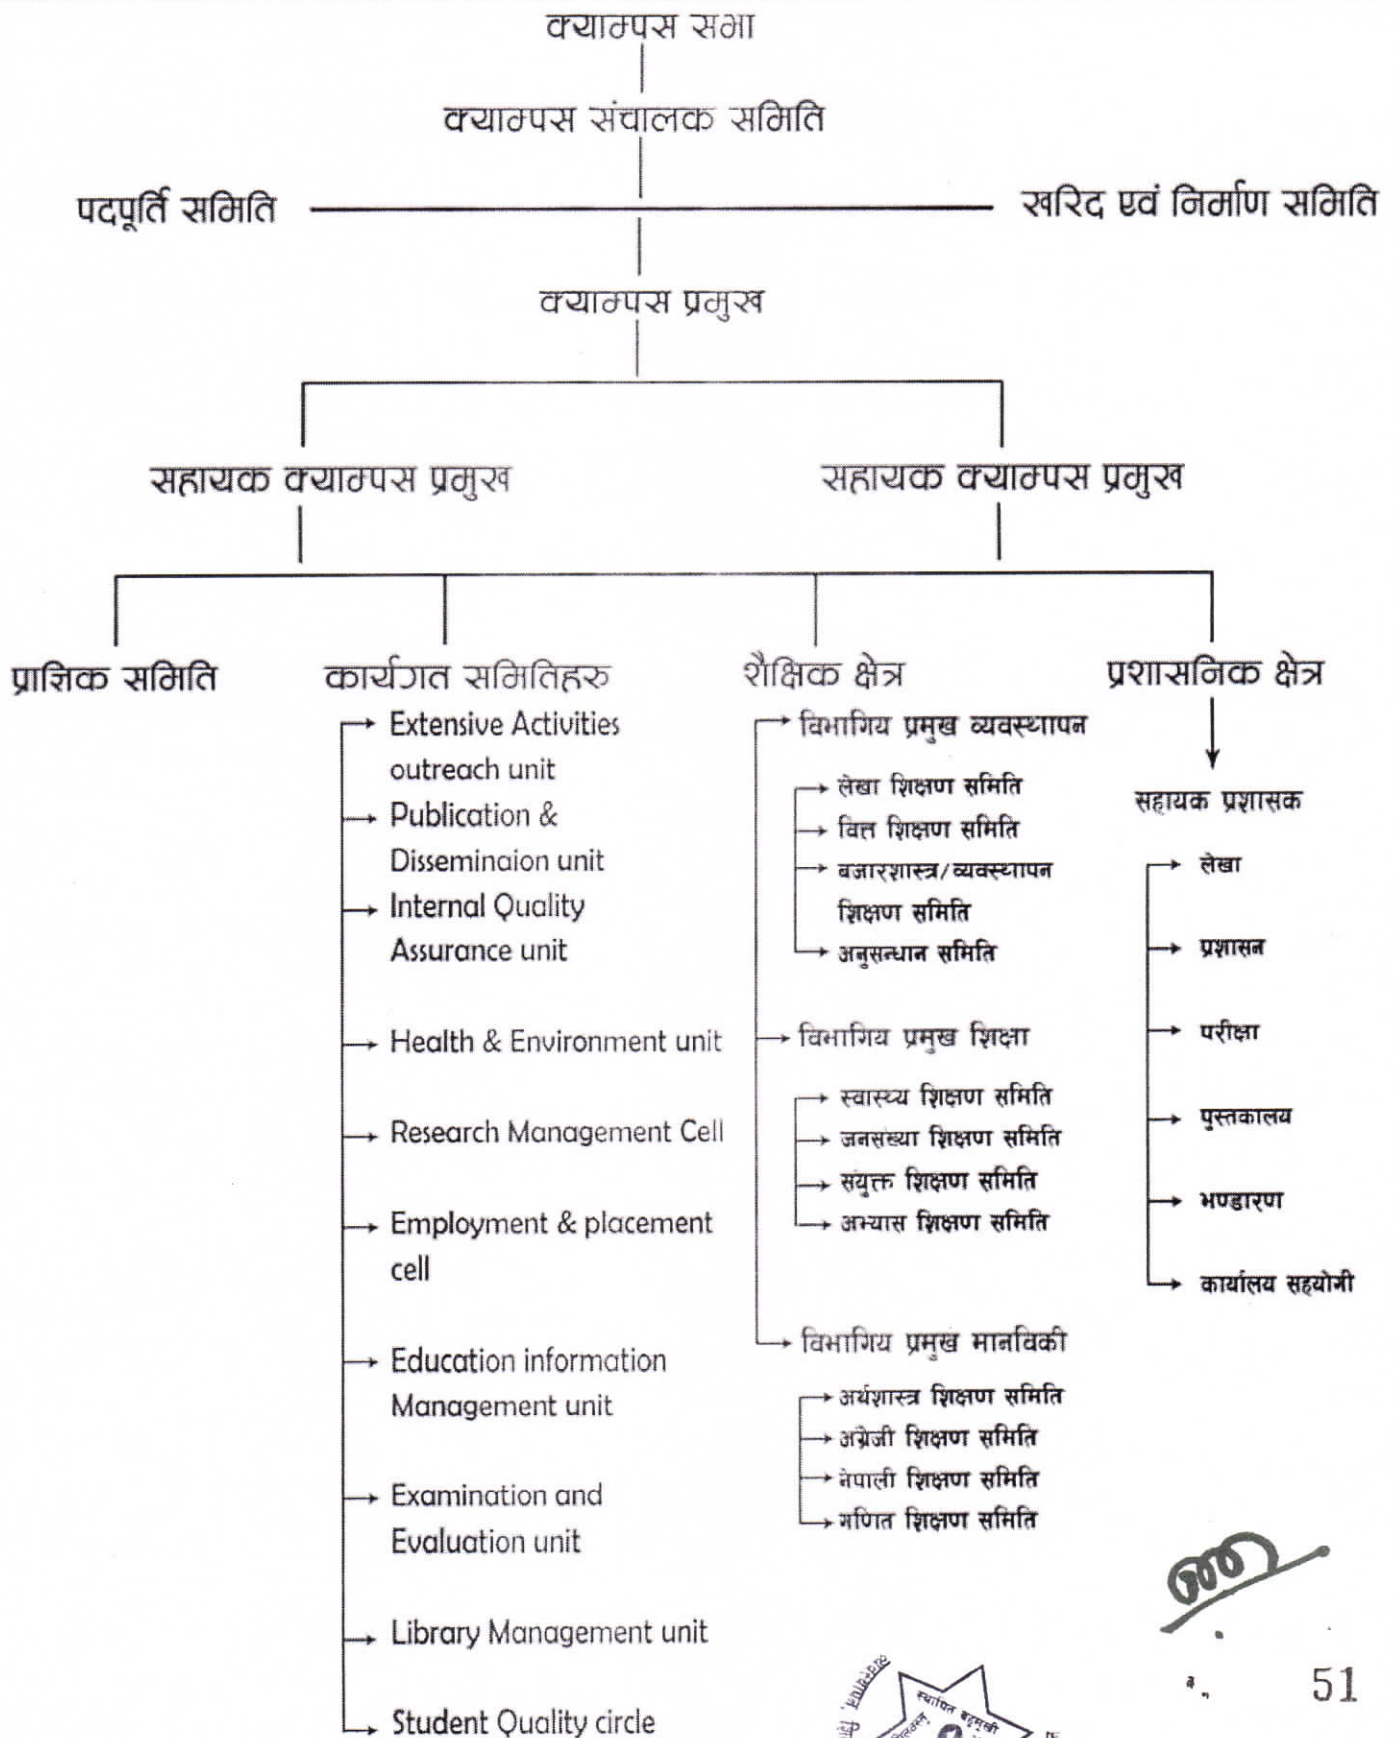 क्याम्पस सभा
क्याम्पस संचालक समिति
पदपूर्ति समिति
खरिद एवं निर्माण समिति
क्याम्पस प्रमुख
सहायक क्याम्पस प्रमुख
सहायक क्याम्पस प्रमुख
प्राज्ञिक समिति
कार्यगत समितिहरु
Extensive Activities
outreach unit
Publication &
Disseminaion unit
Internal Quality
Assurance unit
Health & Environment unit
Research Management Cell
Employment & placement
cell
Education information
Management unit
Examination and
Evaluation unit
Library Management unit
Student Quality circle
शैक्षिक क्षेत्र
विभागिय प्रमुख व्यवस्थापन
लेखा शिक्षण समिति
वित्त शिक्षण समिति
बजारशास्त्र/व्यवस्थापन
शिक्षण समिति
अनुसन्धान समिति
विभागिय प्रमुख शिक्षा
स्वास्थ्य शिक्षण समिति
जनसंख्या शिक्षण समिति
संयुक्त शिक्षण समिति
अभ्यास शिक्षण समिति
विभागिय प्रमुख मानविकी
अर्थशास्त्र शिक्षण समिति
अंग्रेजी शिक्षण समिति
नेपाली शिक्षण समिति
गणित शिक्षण समिति
प्रशासनिक क्षेत्र
सहायक प्रशासक
लेखा
प्रशासन
परीक्षा
पुस्तकालय
भण्डारण
कार्यालय सहयोगी
51
स्थापित बहुमुखी